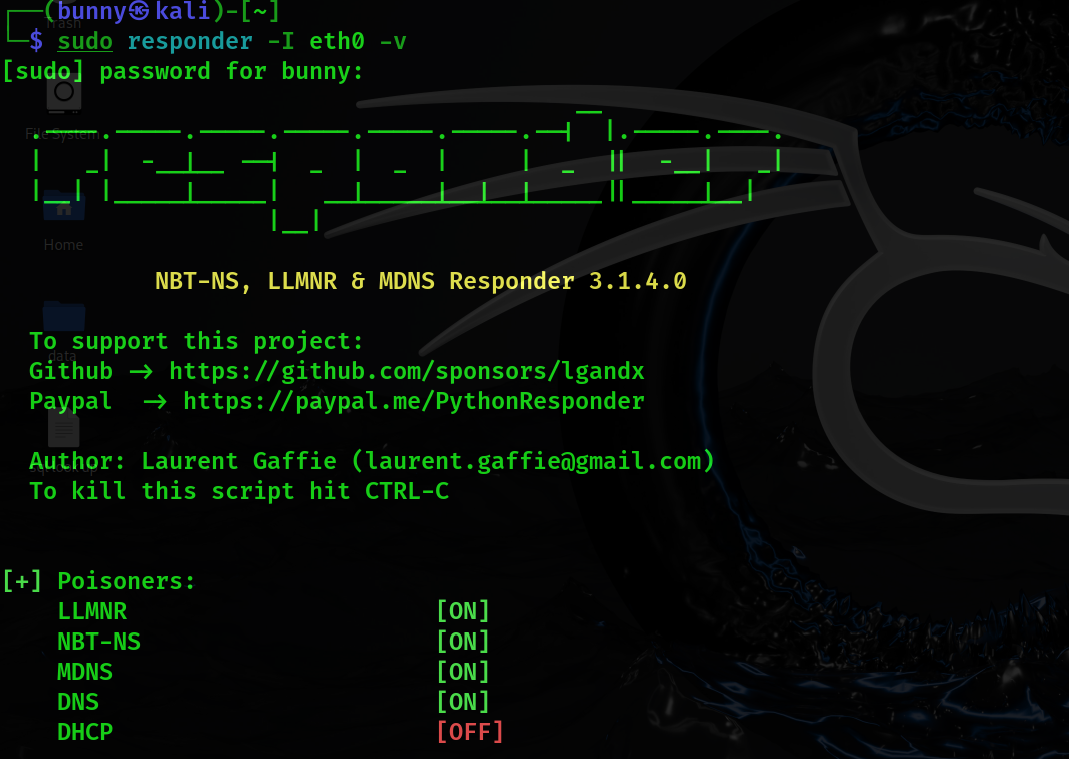 (bunny㉿kali)-[~]
$ sudo responder -I eth0 -v
[sudo] password for bunny:
NBT-NS, LLMNR & MDNS Responder 3.1.4.0
To support this project:
Github → https://github.com/sponsors/lgandx
Paypal → https://paypal.me/PythonResponder
Author: Laurent Gaffie (laurent.gaffie@gmail.com)
To kill this script hit CTRL-C
[+] Poisoners:
LLMNR [ON]
NBT-NS [ON]
MDNS [ON]
DNS [ON]
DHCP [OFF]
Trash
File System
Home
data